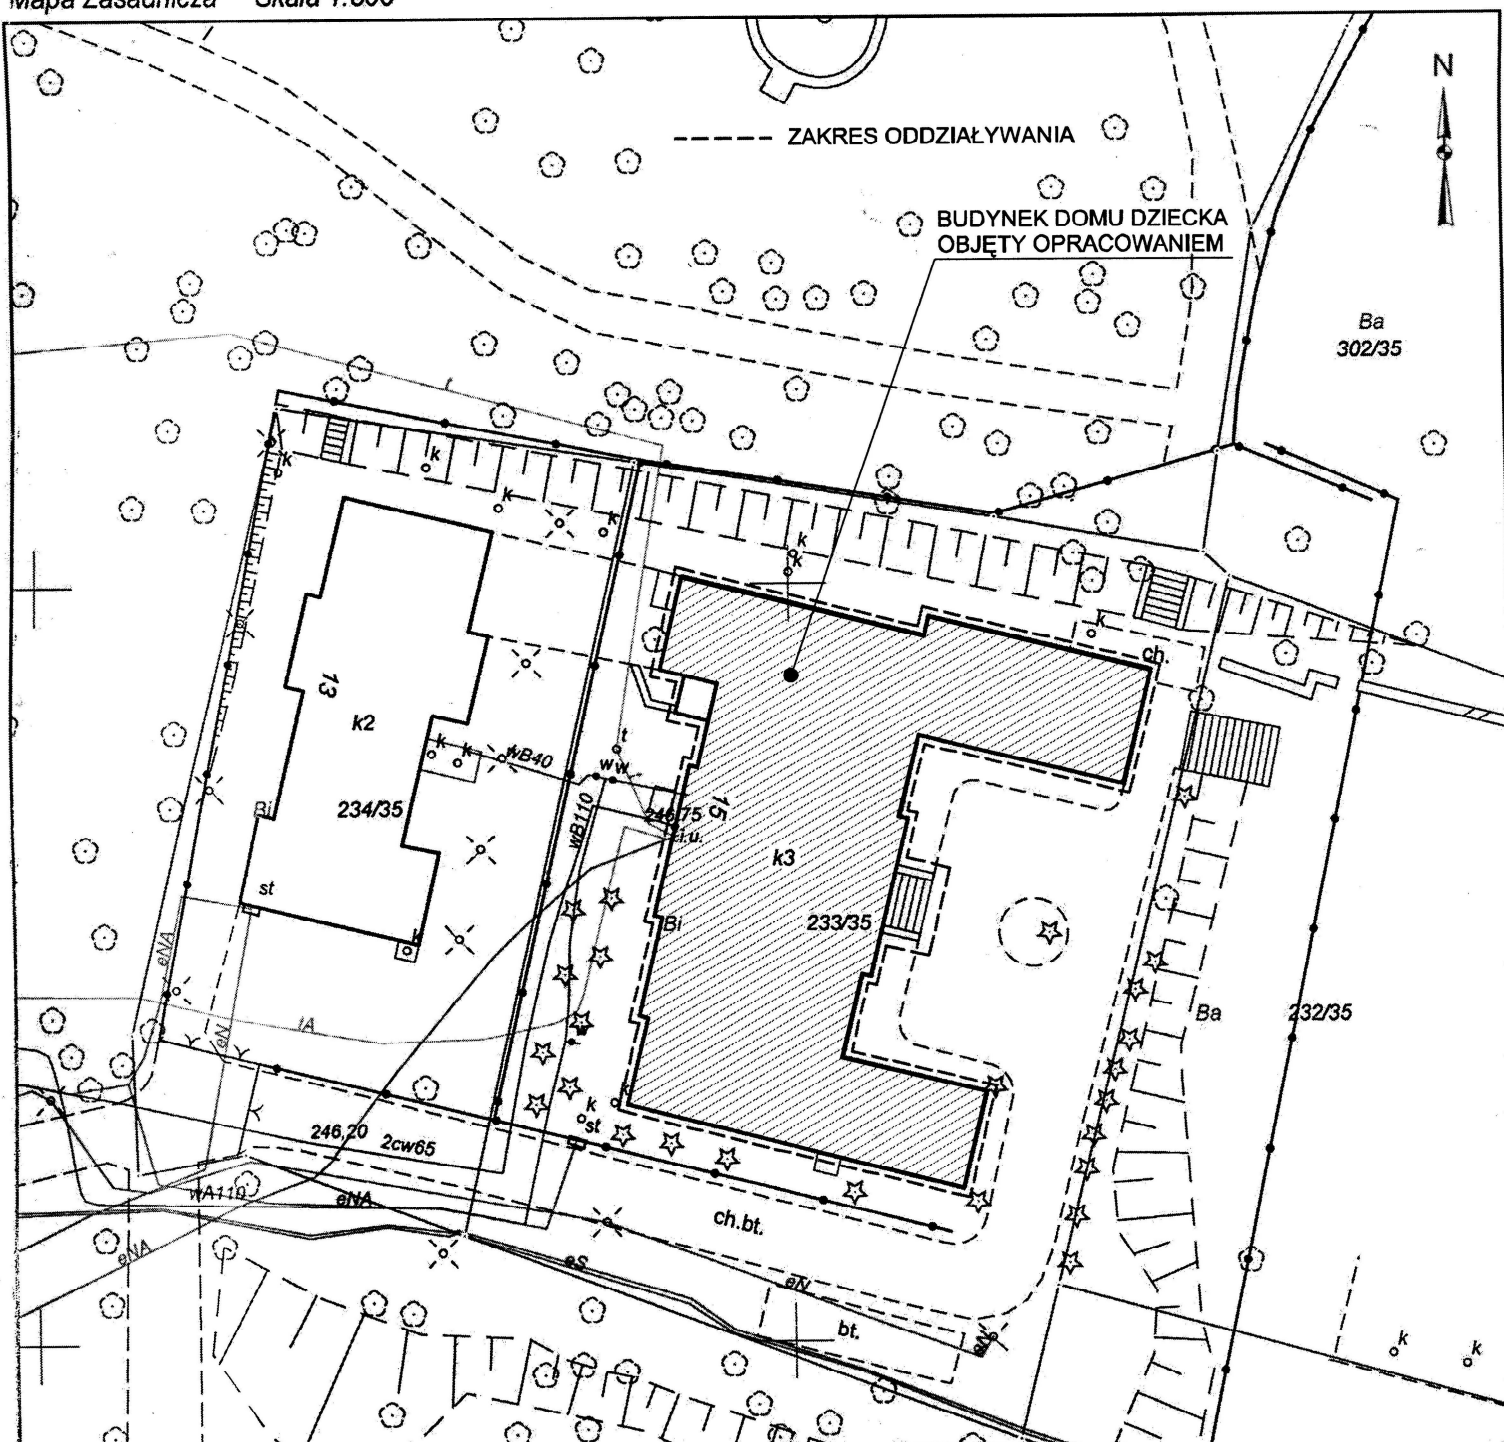 Mapa Zasadnicza Skala 1:500
N
ZAKRES ODDZIAŁYWANIA
BUDYNEK DOMU DZIECKA
OBJĘTY OPRACOWANIEM
Ba
302/35
t
k
k
k
k
k
k
k
ch.
13
k2
k
k
wB40
t
w
w
Bi
234/35
wB110
246,75
i.u.
15
k3
st
k
Bi
233/35
eNA
eN
tA
Ba
232/35
k
st
246,20
2cw65
wA110
eNA
ch.bt.
eNA
eS
eN
bt.
eN
k
k